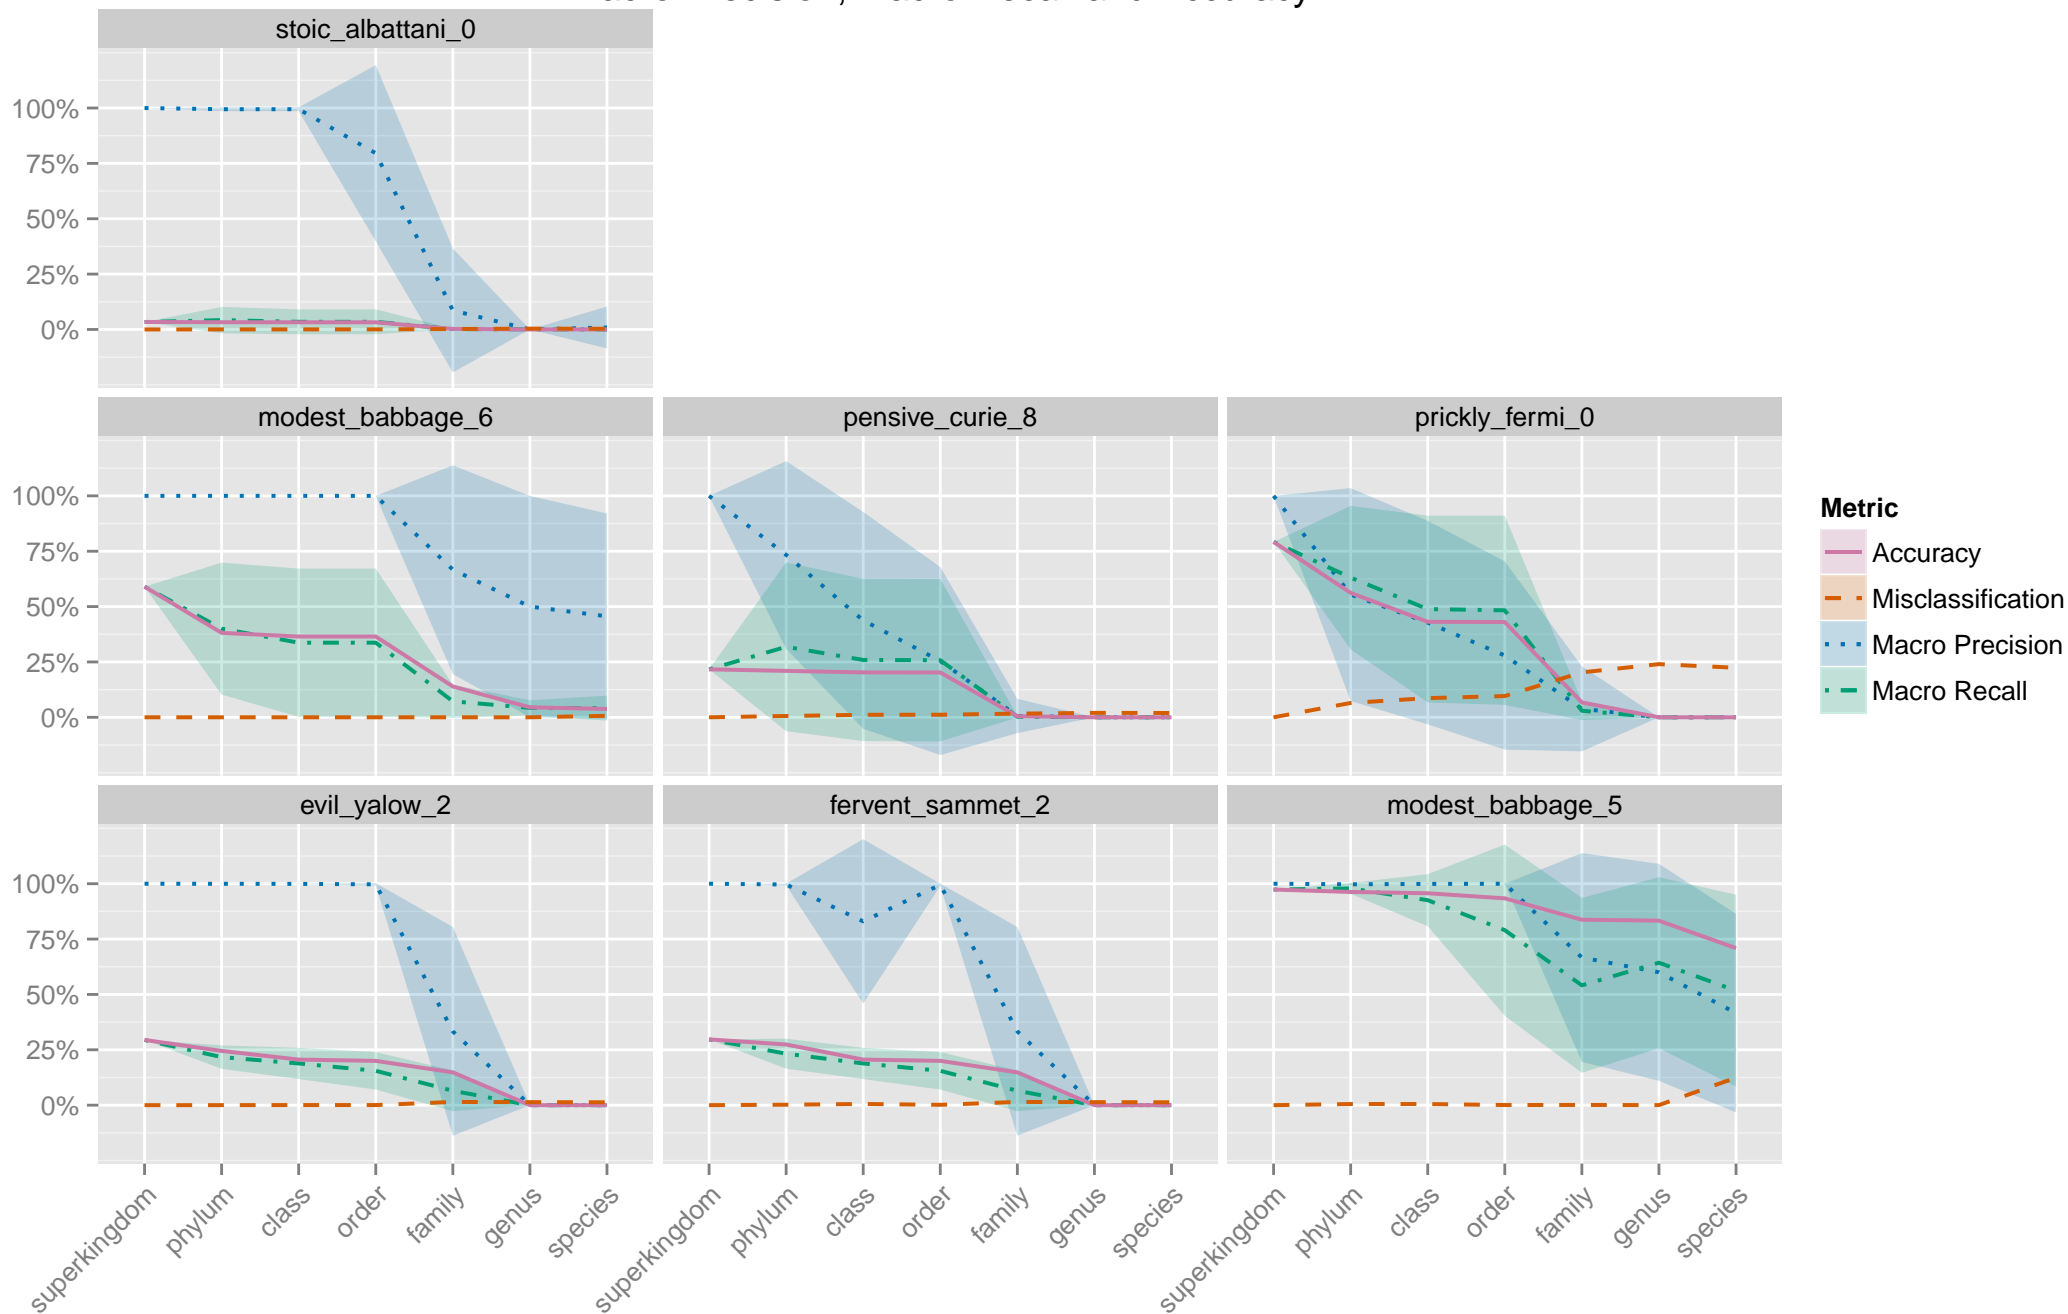 stoic_albattani_0
100%
75%
50%
25%
0%
modest_babbage_6
pensive_curie_8
prickly_fermi_0
100%
75%
50%
25%
0%
Metric
Accuracy
Misclassification
Macro Precision
Macro Recall
evil_yalow_2
fervent_sammet_2
modest_babbage_5
100%
75%
50%
25%
0%
superkingdom
phylum
class
order
family
genus
species
superkingdom
phylum
class
order
family
genus
species
superkingdom
phylum
class
order
family
genus
species